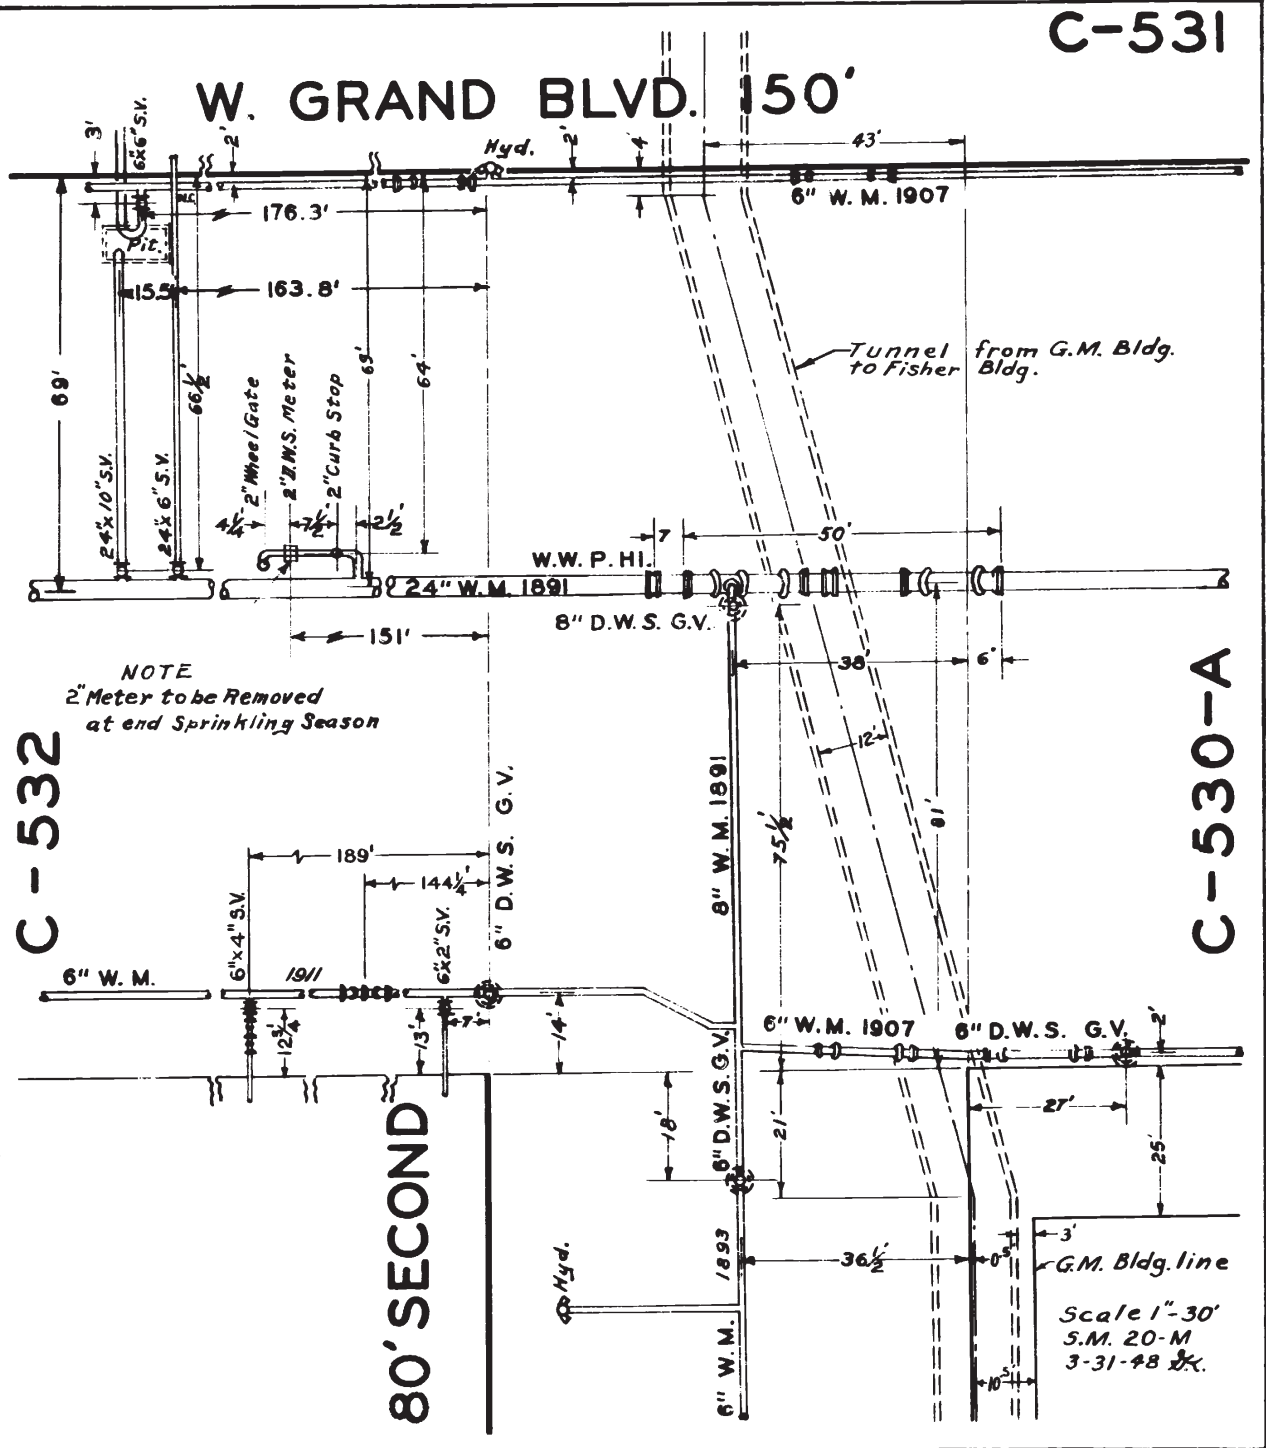 C-531
W. GRAND BLVD. 150'
3'
6"x6" S.V.
2'
Hyd.
2'
4'
43'
6" W.M. 1907
176.3'
Pit.
15.5'
163.8'
69'
66½'
69'
64'
Tunnel from G.M. Bldg.
to Fisher Bldg.
2" Wheel Gate
2" D.W.S. Meter
2" Curb Stop
24"x10" S.V.
24"x6" S.V.
4¼'
7½'
2½'
7'
50'
W.W.P. HI.
24" W.M. 1891
8" D.W.S. G.V.
151'
38'
6'
NOTE
2" Meter to be Removed
at end Sprinkling Season
C-532
C-530-A
12'
8" W.M. 1891
75½'
81'
6" D.W.S. G.V.
189'
144¼'
6"x4" S.V.
6"x2" S.V.
6" W.M.
1911
12¾'
13'
7'
14'
6" W.M. 1907
6" D.W.S. G.V.
2'
6" D.W.S. G.V.
18'
21'
27'
25'
80' SECOND
1893
36½'
0.5'
3'
G.M. Bldg. line
Hyd.
6" W.M.
Scale 1"-30'
S.M. 20-M
3-31-48
10.5'